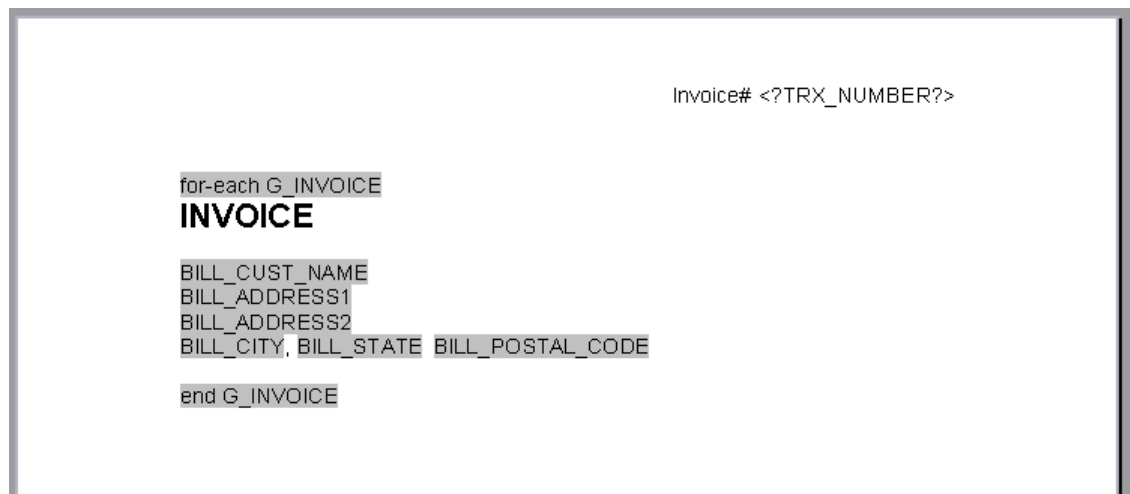 Invoice# <?TRX_NUMBER?>
for-each G_INVOICE
INVOICE
BILL_CUST_NAME
BILL_ADDRESS1
BILL_ADDRESS2
BILL_CITY, BILL_STATE BILL_POSTAL_CODE
end G_INVOICE